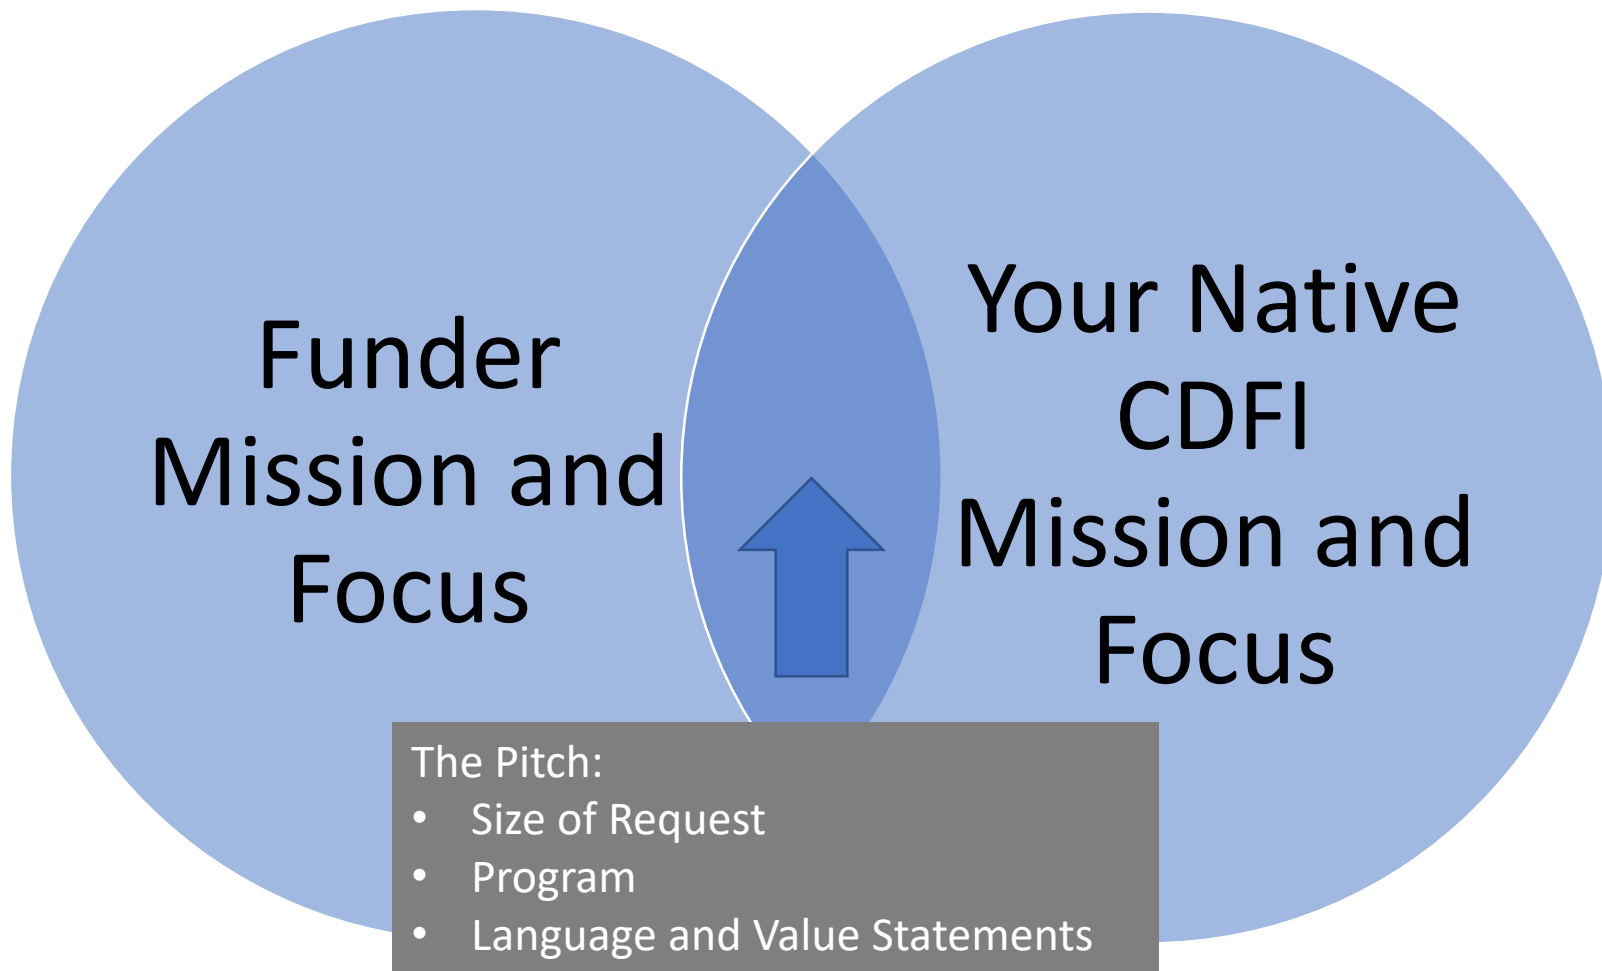 Funder
Mission and
Focus
Your Native
CDFI
Mission and
Focus
The Pitch:
• Size of Request
• Program
• Language and Value Statements